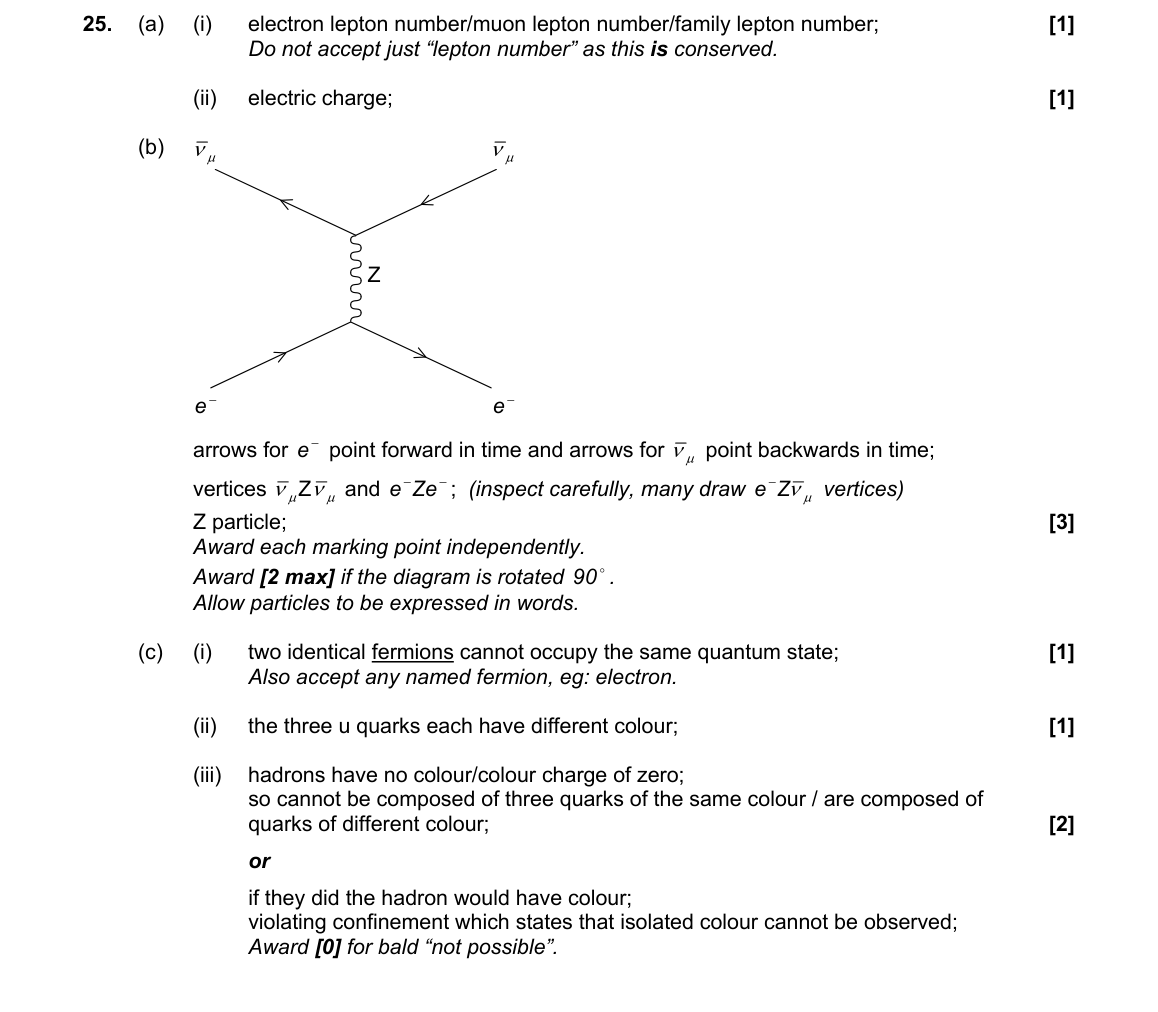 25. (a) (i) electron lepton number/muon lepton number/family lepton number; [1]
Do not accept just “lepton number” as this is conserved.
(ii) electric charge; [1]
(b) ν̅μ ν̅μ
Z
e⁻ e⁻
arrows for e⁻ point forward in time and arrows for ν̅μ point backwards in time;
vertices ν̅μZν̅μ and e⁻Ze⁻; (inspect carefully, many draw e⁻Zν̅μ vertices)
Z particle; [3]
Award each marking point independently.
Award [2 max] if the diagram is rotated 90°.
Allow particles to be expressed in words.
(c) (i) two identical fermions cannot occupy the same quantum state; [1]
Also accept any named fermion, eg: electron.
(ii) the three u quarks each have different colour; [1]
(iii) hadrons have no colour/colour charge of zero;
so cannot be composed of three quarks of the same colour / are composed of
quarks of different colour; [2]
or
if they did the hadron would have colour;
violating confinement which states that isolated colour cannot be observed;
Award [0] for bald “not possible”.